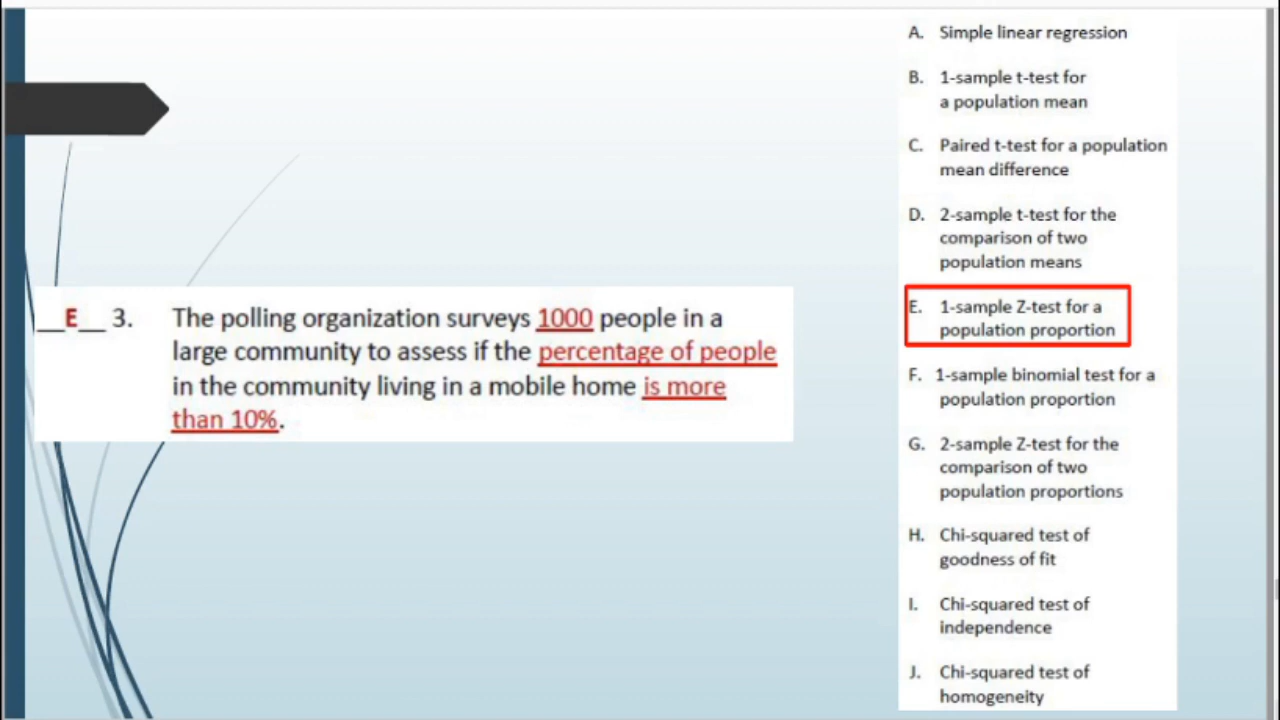 __E__ 3. The polling organization surveys 1000 people in a
large community to assess if the percentage of people
in the community living in a mobile home is more
than 10%.
A. Simple linear regression
B. 1-sample t-test for
a population mean
C. Paired t-test for a population
mean difference
D. 2-sample t-test for the
comparison of two
population means
E. 1-sample Z-test for a
population proportion
F. 1-sample binomial test for a
population proportion
G. 2-sample Z-test for the
comparison of two
population proportions
H. Chi-squared test of
goodness of fit
I. Chi-squared test of
independence
J. Chi-squared test of
homogeneity